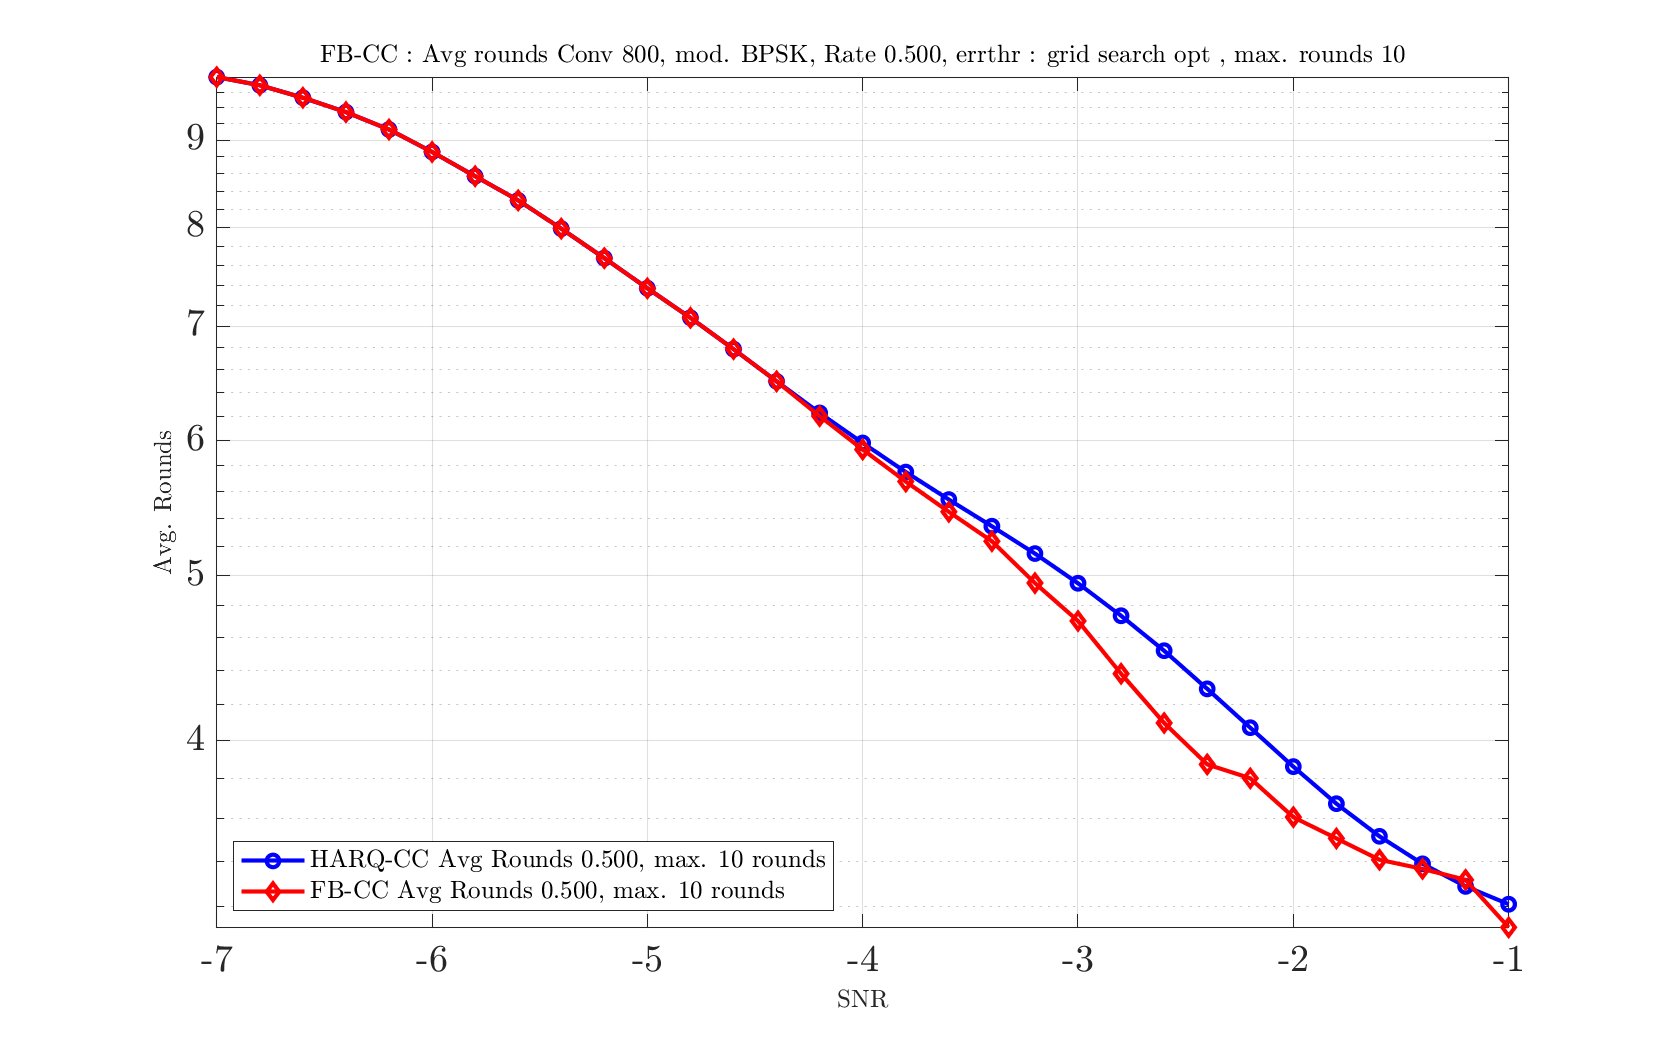 FB-CC : Avg rounds Conv 800, mod. BPSK, Rate 0.500, errthr : grid search opt , max. rounds 10
9
8
7
6
5
4
Avg. Rounds
HARQ-CC Avg Rounds 0.500, max. 10 rounds
FB-CC Avg Rounds 0.500, max. 10 rounds
-7 -6 -5 -4 -3 -2 -1
SNR